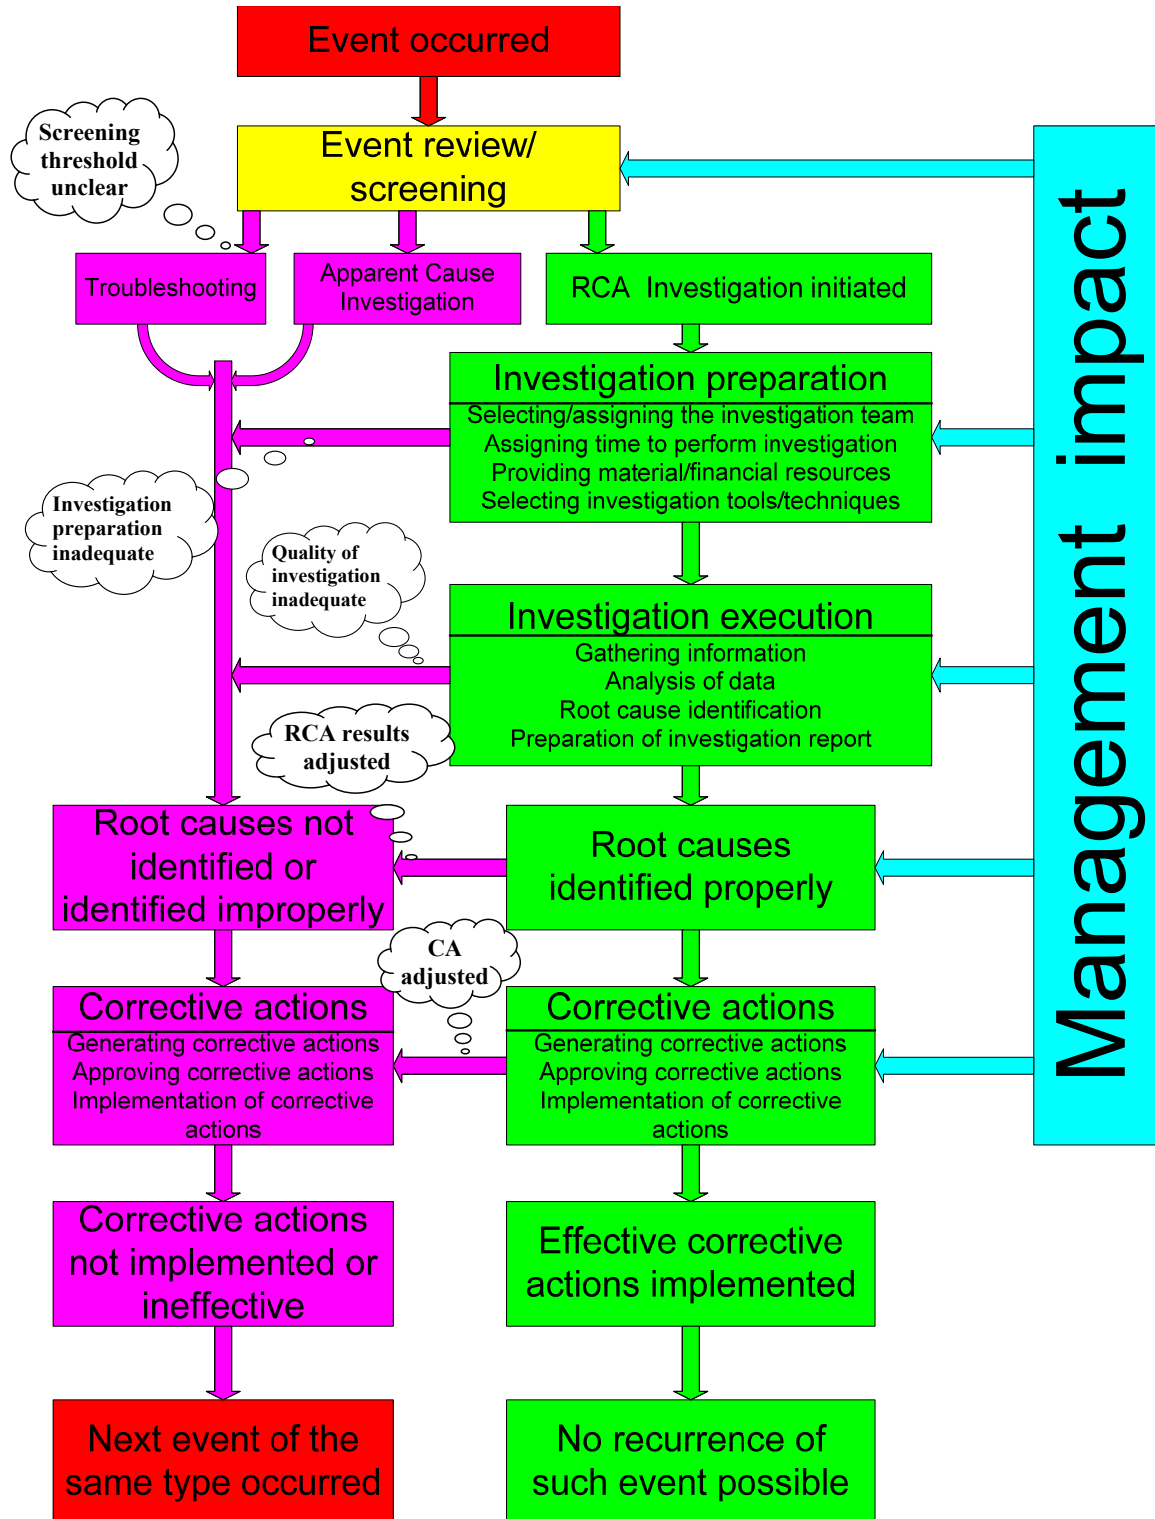 Event occurred
Screening
threshold
unclear
Event review/
screening
Troubleshooting
Apparent Cause
Investigation
RCA  Investigation initiated
Investigation preparation
Selecting/assigning the investigation team
Assigning time to perform investigation
Providing material/financial resources
Selecting investigation tools/techniques
Investigation
preparation
inadequate
Quality of
investigation
inadequate
Investigation execution
Gathering information
Analysis of data
Root cause identification
Preparation of investigation report
RCA results
adjusted
Root causes not
identified or
identified improperly
Root causes
identified properly
CA
adjusted
Corrective actions
Generating corrective actions
Approving corrective actions
Implementation of corrective
actions
Corrective actions
Generating corrective actions
Approving corrective actions
Implementation of corrective
actions
Corrective actions
not implemented or
ineffective
Effective corrective
actions implemented
Next event of the
same type occurred
No recurrence of
such event possible
Management impact